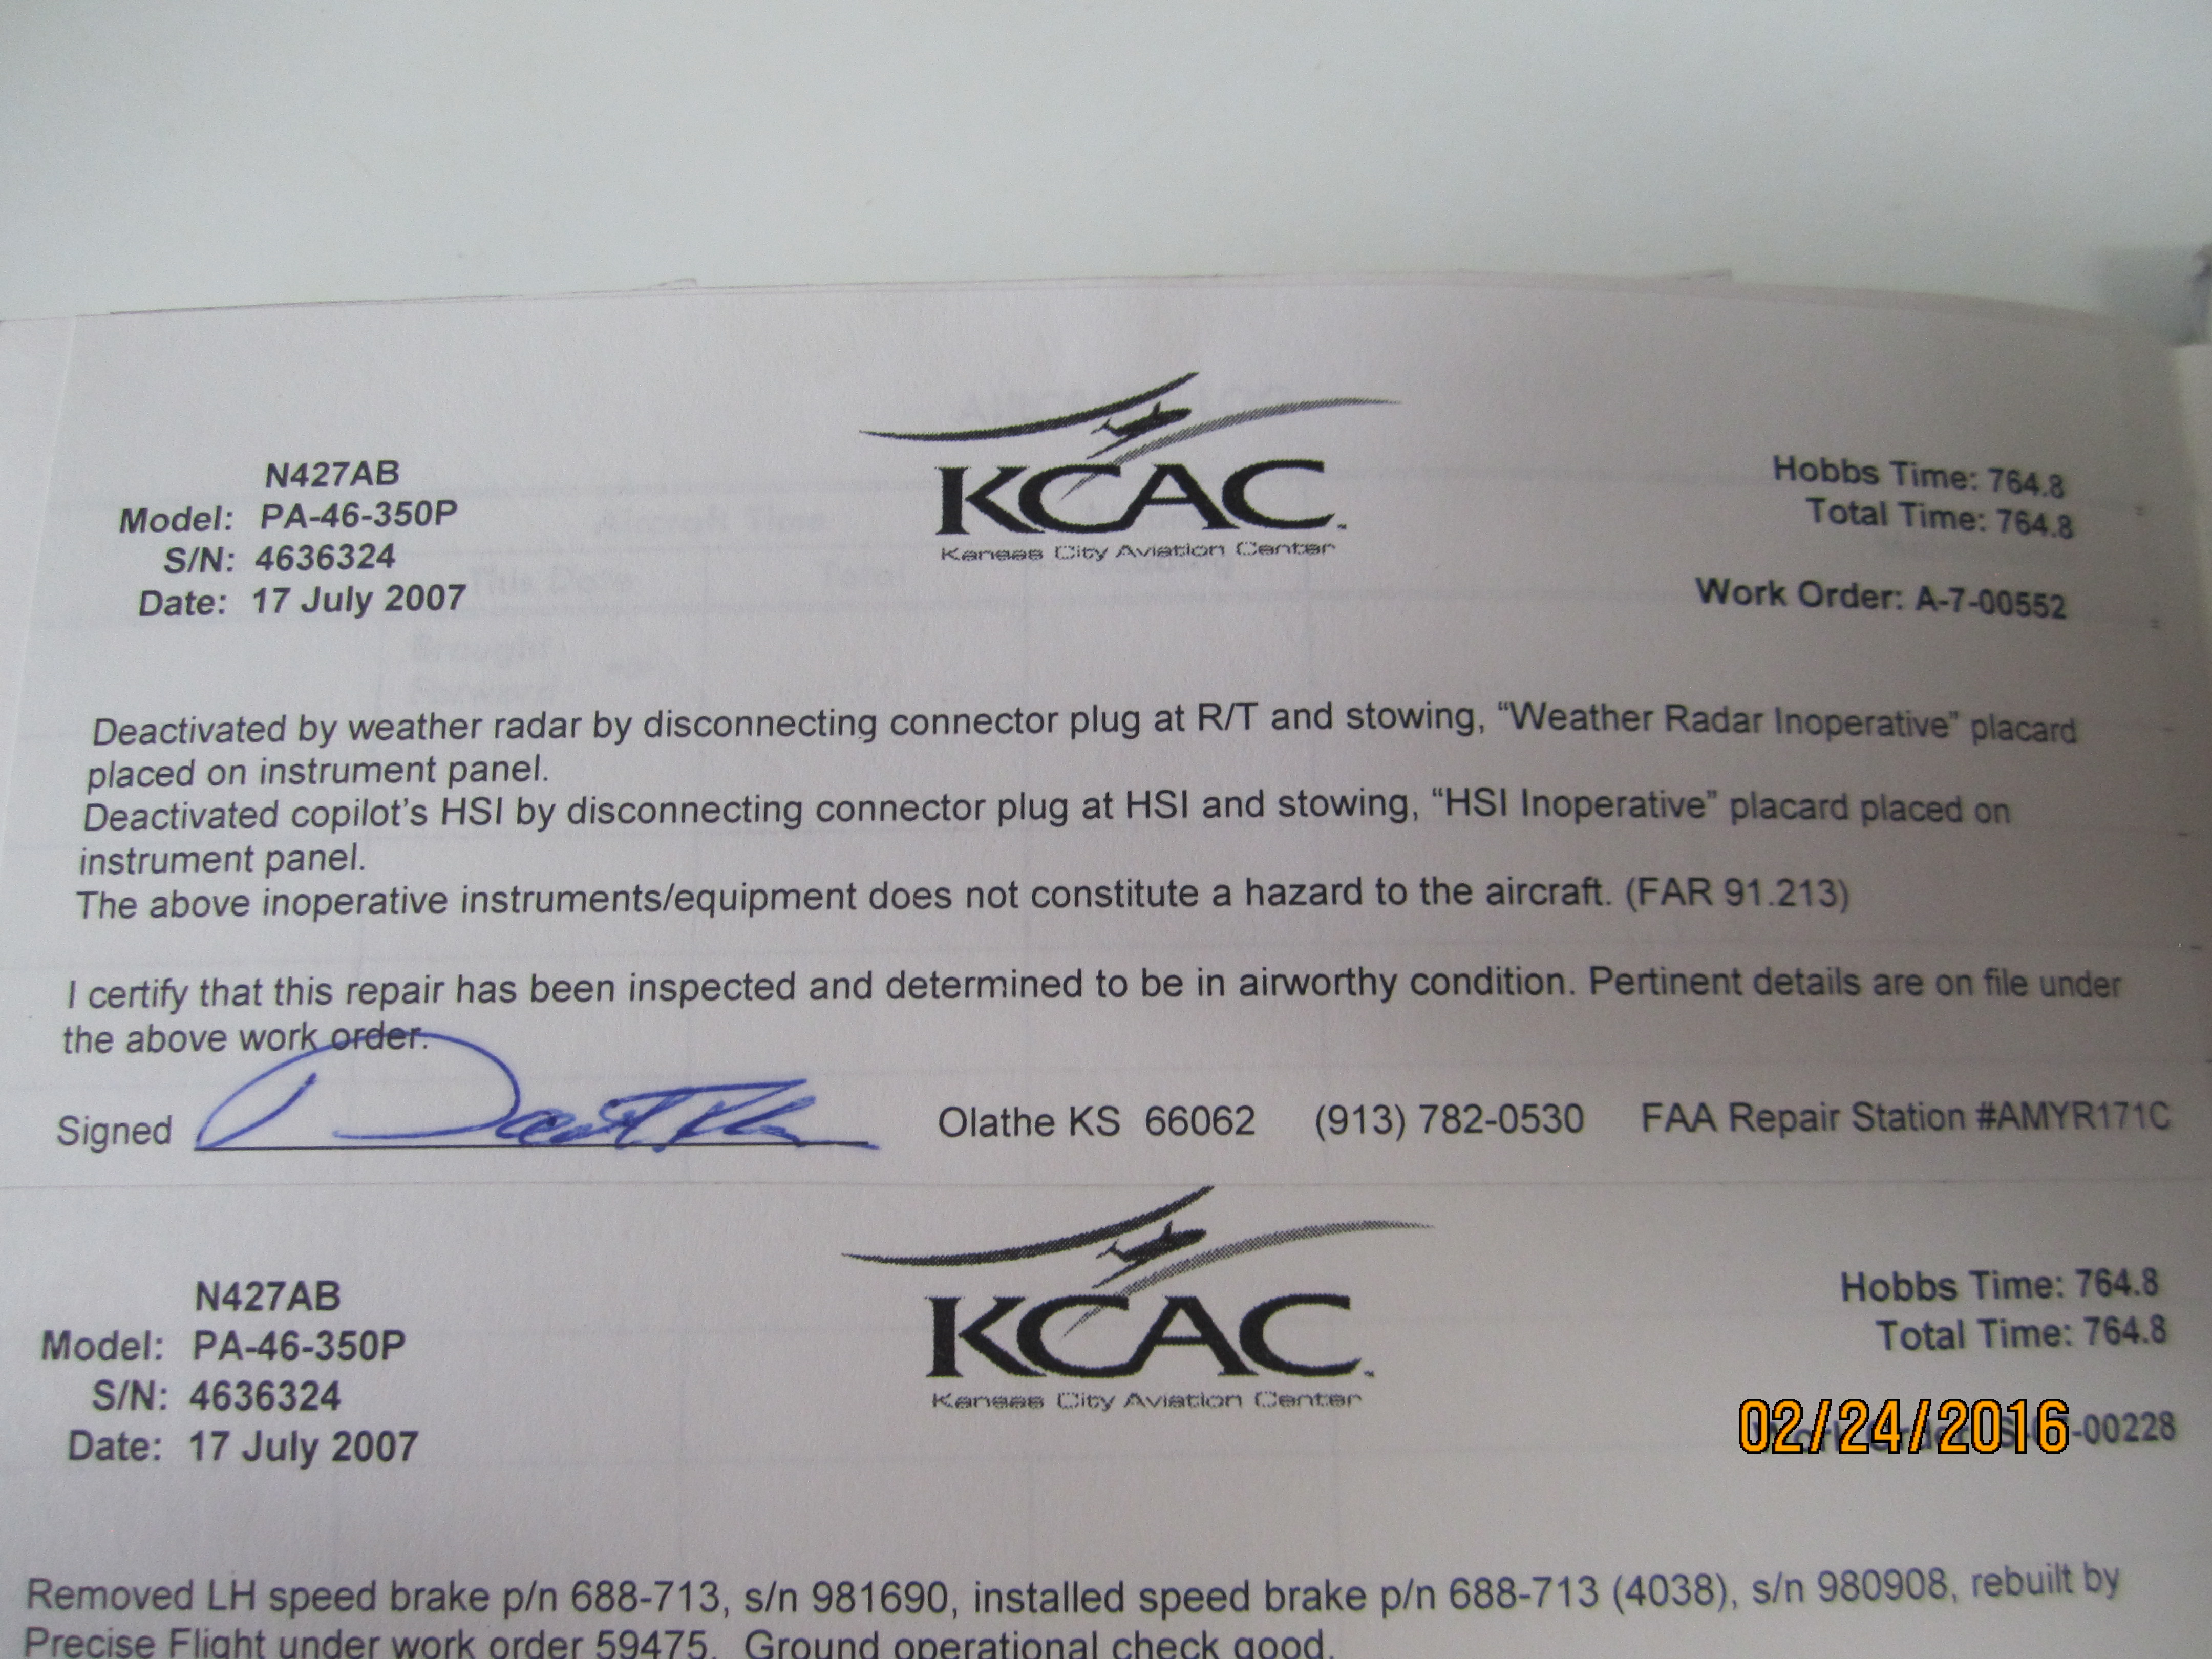 KCAC
Kansas City Aviation Center
N427AB
Model: PA-46-350P
S/N: 4636324
Date: 17 July 2007
Hobbs Time: 764.8
Total Time: 764.8
Work Order: A-7-00552
Deactivated by weather radar by disconnecting connector plug at R/T and stowing, “Weather Radar Inoperative” placard
placed on instrument panel.
Deactivated copilot’s HSI by disconnecting connector plug at HSI and stowing, “HSI Inoperative” placard placed on
instrument panel.
The above inoperative instruments/equipment does not constitute a hazard to the aircraft. (FAR 91.213)
I certify that this repair has been inspected and determined to be in airworthy condition. Pertinent details are on file under
the above work order.
Signed Olathe KS 66062 (913) 782-0530 FAA Repair Station #AMYR171C
KCAC
Kansas City Aviation Center
N427AB
Model: PA-46-350P
S/N: 4636324
Date: 17 July 2007
Hobbs Time: 764.8
Total Time: 764.8
-00228
02/24/2016
Removed LH speed brake p/n 688-713, s/n 981690, installed speed brake p/n 688-713 (4038), s/n 980908, rebuilt by
Precise Flight under work order 59475. Ground operational check good.